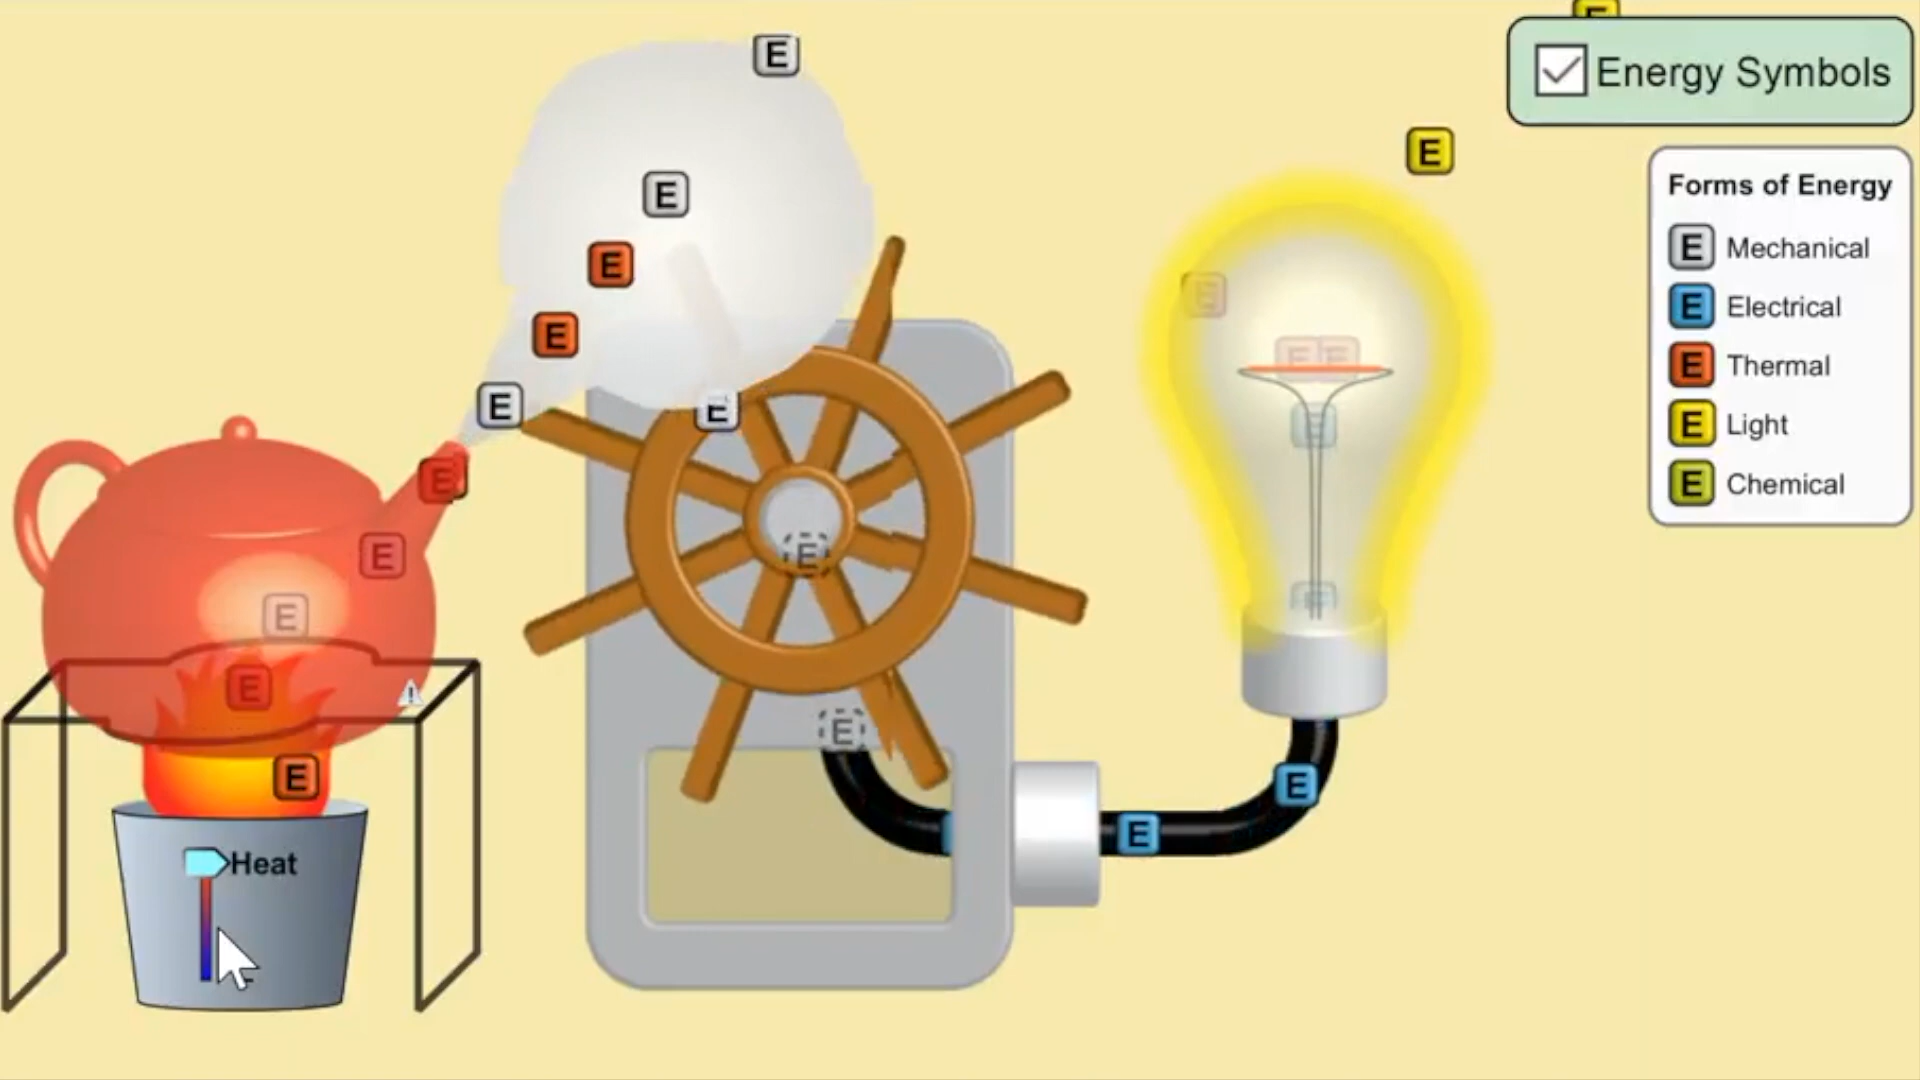 E
Energy Symbols
E
Forms of Energy
E Mechanical
E Electrical
E Thermal
E Light
E Chemical
E
E
E
E
E
E
E
E
E
E
E
E
E
E
E E
E
E
E
E
E
Heat